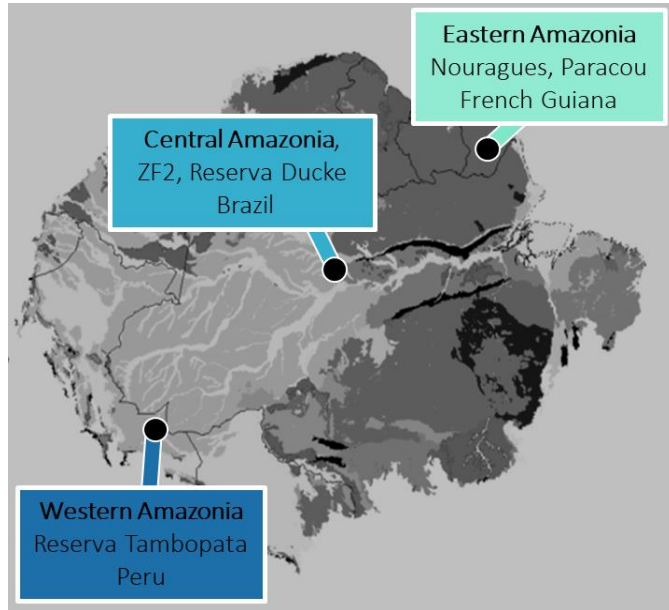 Eastern Amazonia
Nouragues, Paracou
French Guiana
Central Amazonia,
ZF2, Reserva Ducke
Brazil
Western Amazonia
Reserva Tambopata
Peru